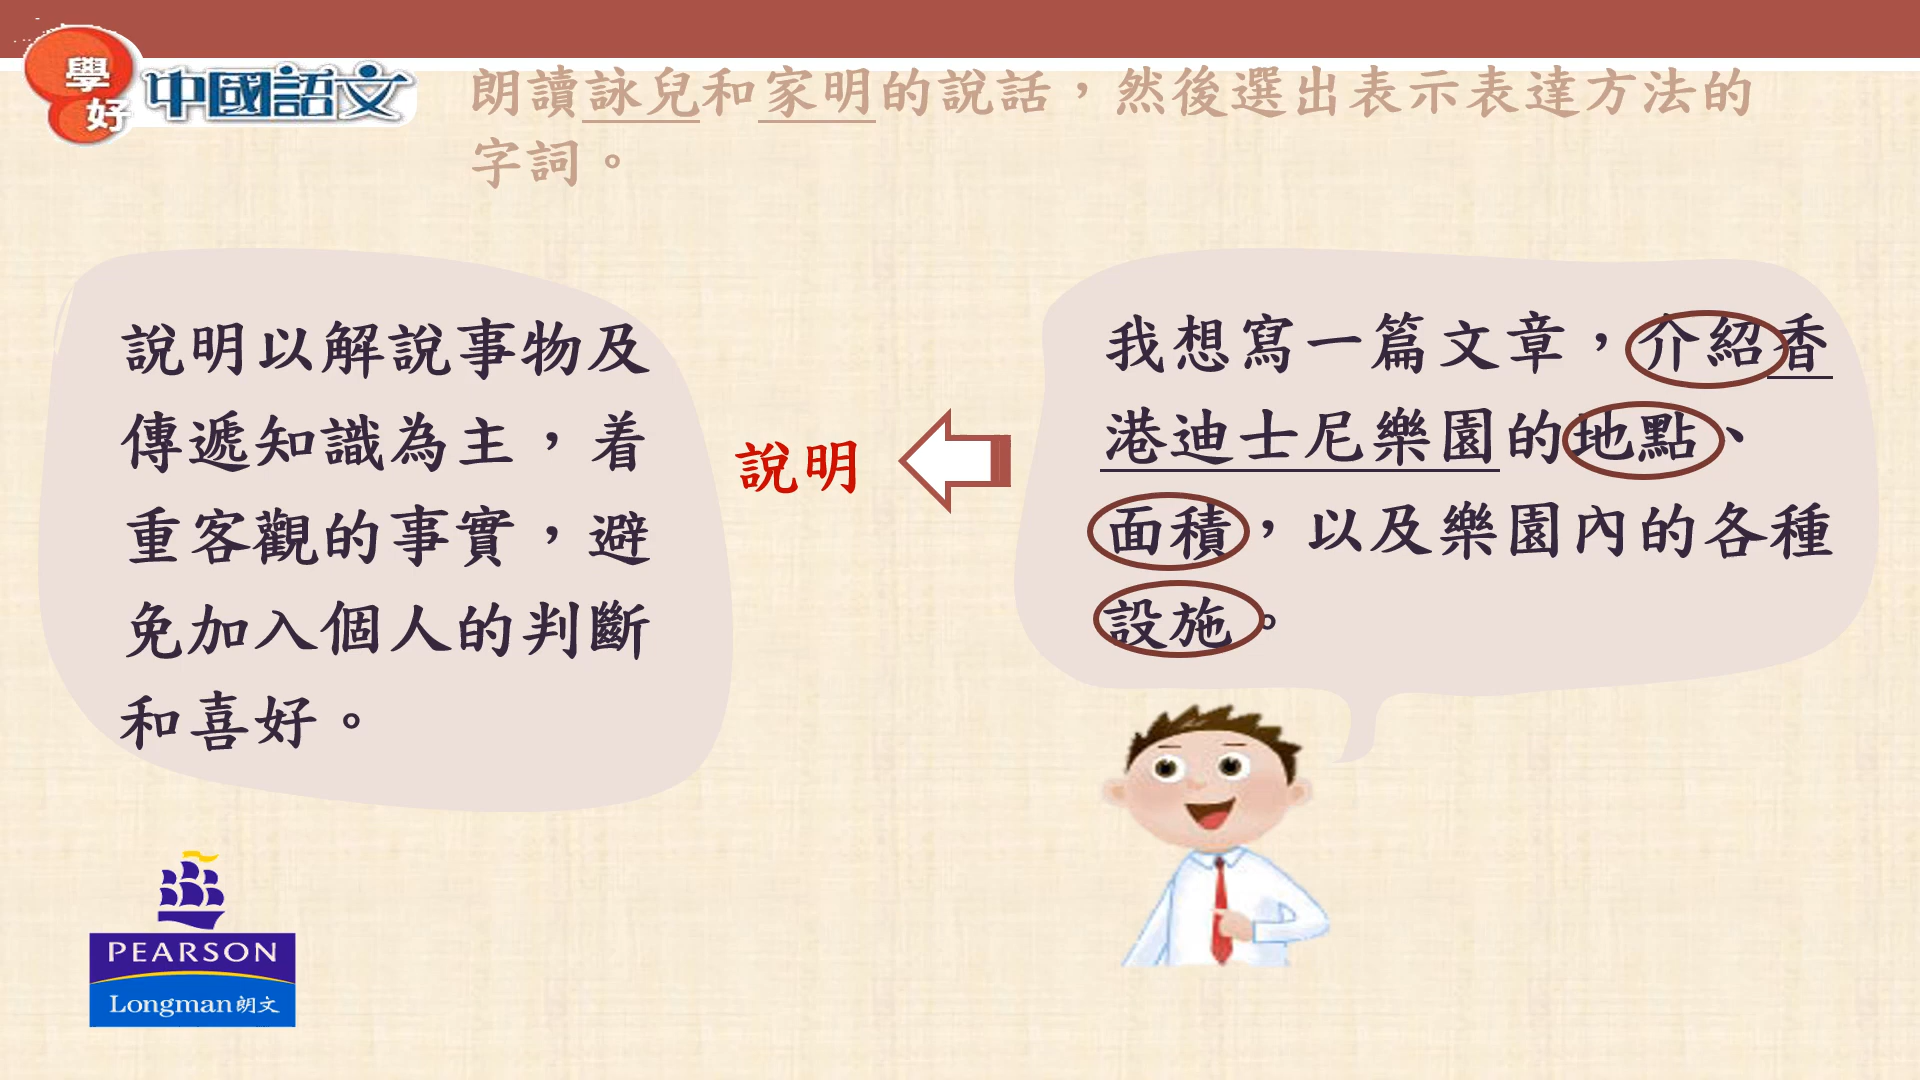 學好
中國語文
朗讀詠兒和家明的說話，然後選出表示表達方法的
字詞。
說明以解說事物及
傳遞知識為主，着
重客觀的事實，避
免加入個人的判斷
和喜好。
說明
我想寫一篇文章，介紹香
港迪士尼樂園的地點、
面積，以及樂園內的各種
設施。
PEARSON
Longman朗文